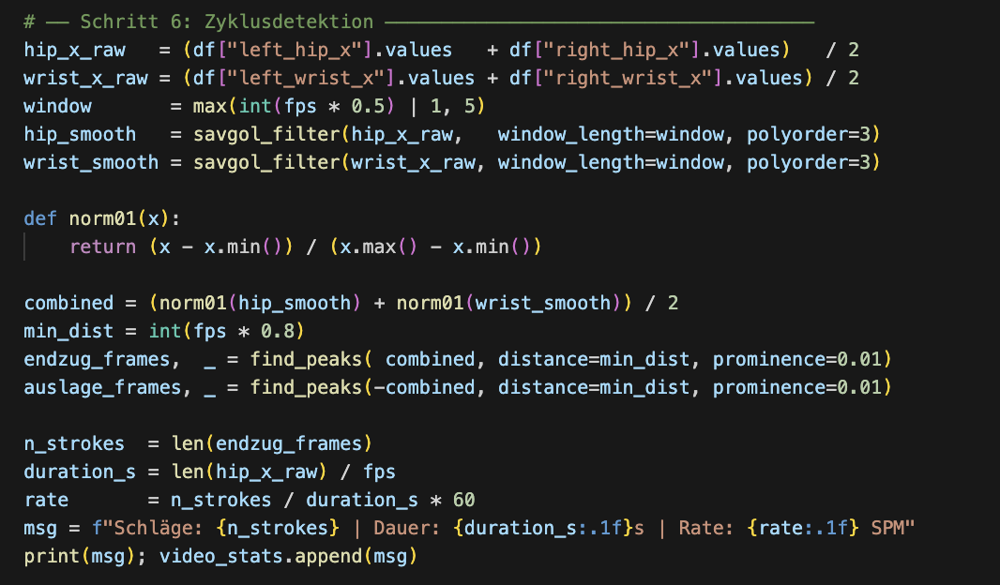 # —— Schritt 6: Zyklusdetektion ——————————————————————————————
hip_x_raw   = (df["left_hip_x"].values   + df["right_hip_x"].values)   / 2
wrist_x_raw = (df["left_wrist_x"].values + df["right_wrist_x"].values) / 2
window       = max(int(fps * 0.5) | 1, 5)
hip_smooth   = savgol_filter(hip_x_raw,   window_length=window, polyorder=3)
wrist_smooth = savgol_filter(wrist_x_raw, window_length=window, polyorder=3)

def norm01(x):
    return (x - x.min()) / (x.max() - x.min())

combined = (norm01(hip_smooth) + norm01(wrist_smooth)) / 2
min_dist = int(fps * 0.8)
endzug_frames,  _ = find_peaks( combined, distance=min_dist, prominence=0.01)
auslage_frames, _ = find_peaks(-combined, distance=min_dist, prominence=0.01)

n_strokes  = len(endzug_frames)
duration_s = len(hip_x_raw) / fps
rate       = n_strokes / duration_s * 60
msg = f"Schläge: {n_strokes} | Dauer: {duration_s:.1f}s | Rate: {rate:.1f} SPM"
print(msg); video_stats.append(msg)